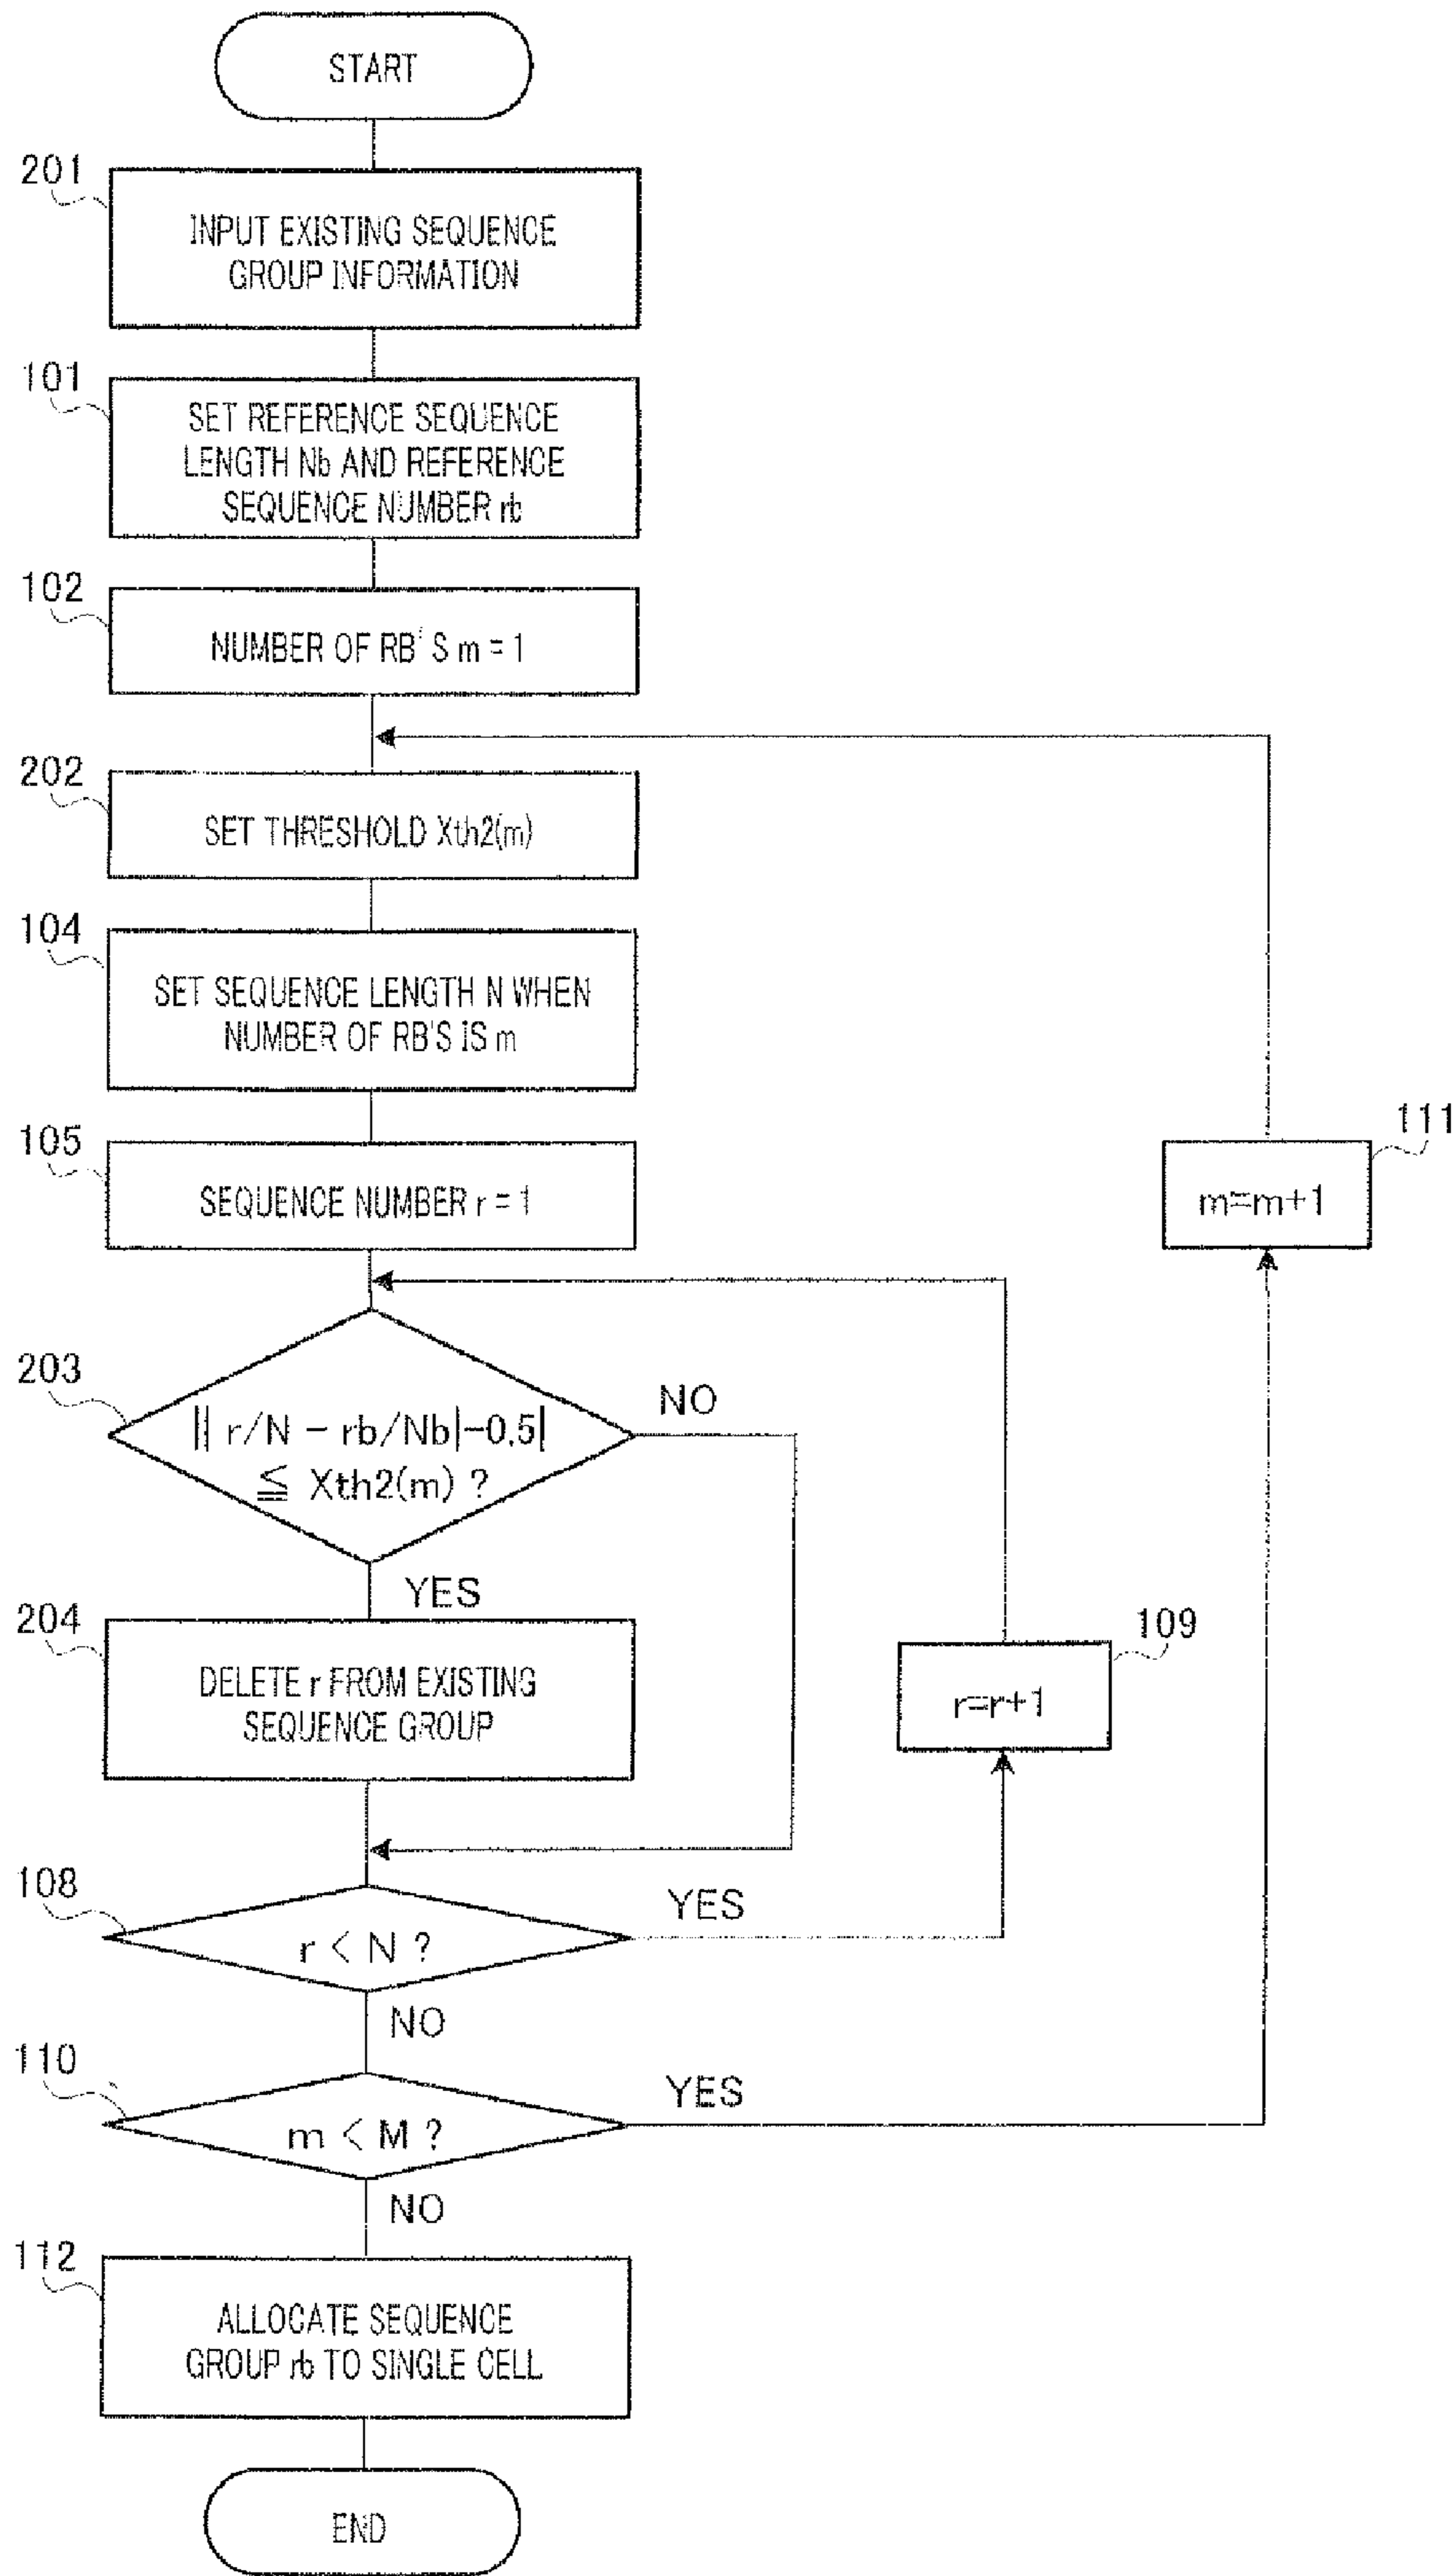 START
201
INPUT EXISTING SEQUENCE
GROUP INFORMATION
101
SET REFERENCE SEQUENCE
LENGTH Nb AND REFERENCE
SEQUENCE NUMBER rb
102
NUMBER OF RB'S m = 1
202
SET THRESHOLD Xth2(m)
104
SET SEQUENCE LENGTH N WHEN
NUMBER OF RB'S IS m
105
SEQUENCE NUMBER r = 1
111
m=m+1
203
|| r/N - rb/Nb|-0.5|
≦ Xth2(m) ?
NO
YES
204
DELETE r FROM EXISTING
SEQUENCE GROUP
109
r=r+1
108
r < N ?
YES
NO
110
m < M ?
YES
NO
112
ALLOCATE SEQUENCE
GROUP rb TO SINGLE CELL
END